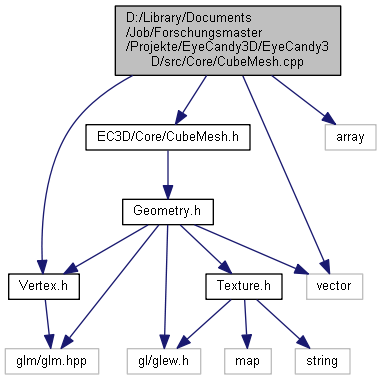 D:/Library/Documents
/Job/Forschungsmaster
/Projekte/EyeCandy3D/EyeCandy3
D/src/Core/CubeMesh.cpp
EC3D/Core/CubeMesh.h
array
Geometry.h
Vertex.h
Texture.h
vector
glm/glm.hpp
gl/glew.h
map
string